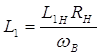 L₁ = L₁H RH / ωB